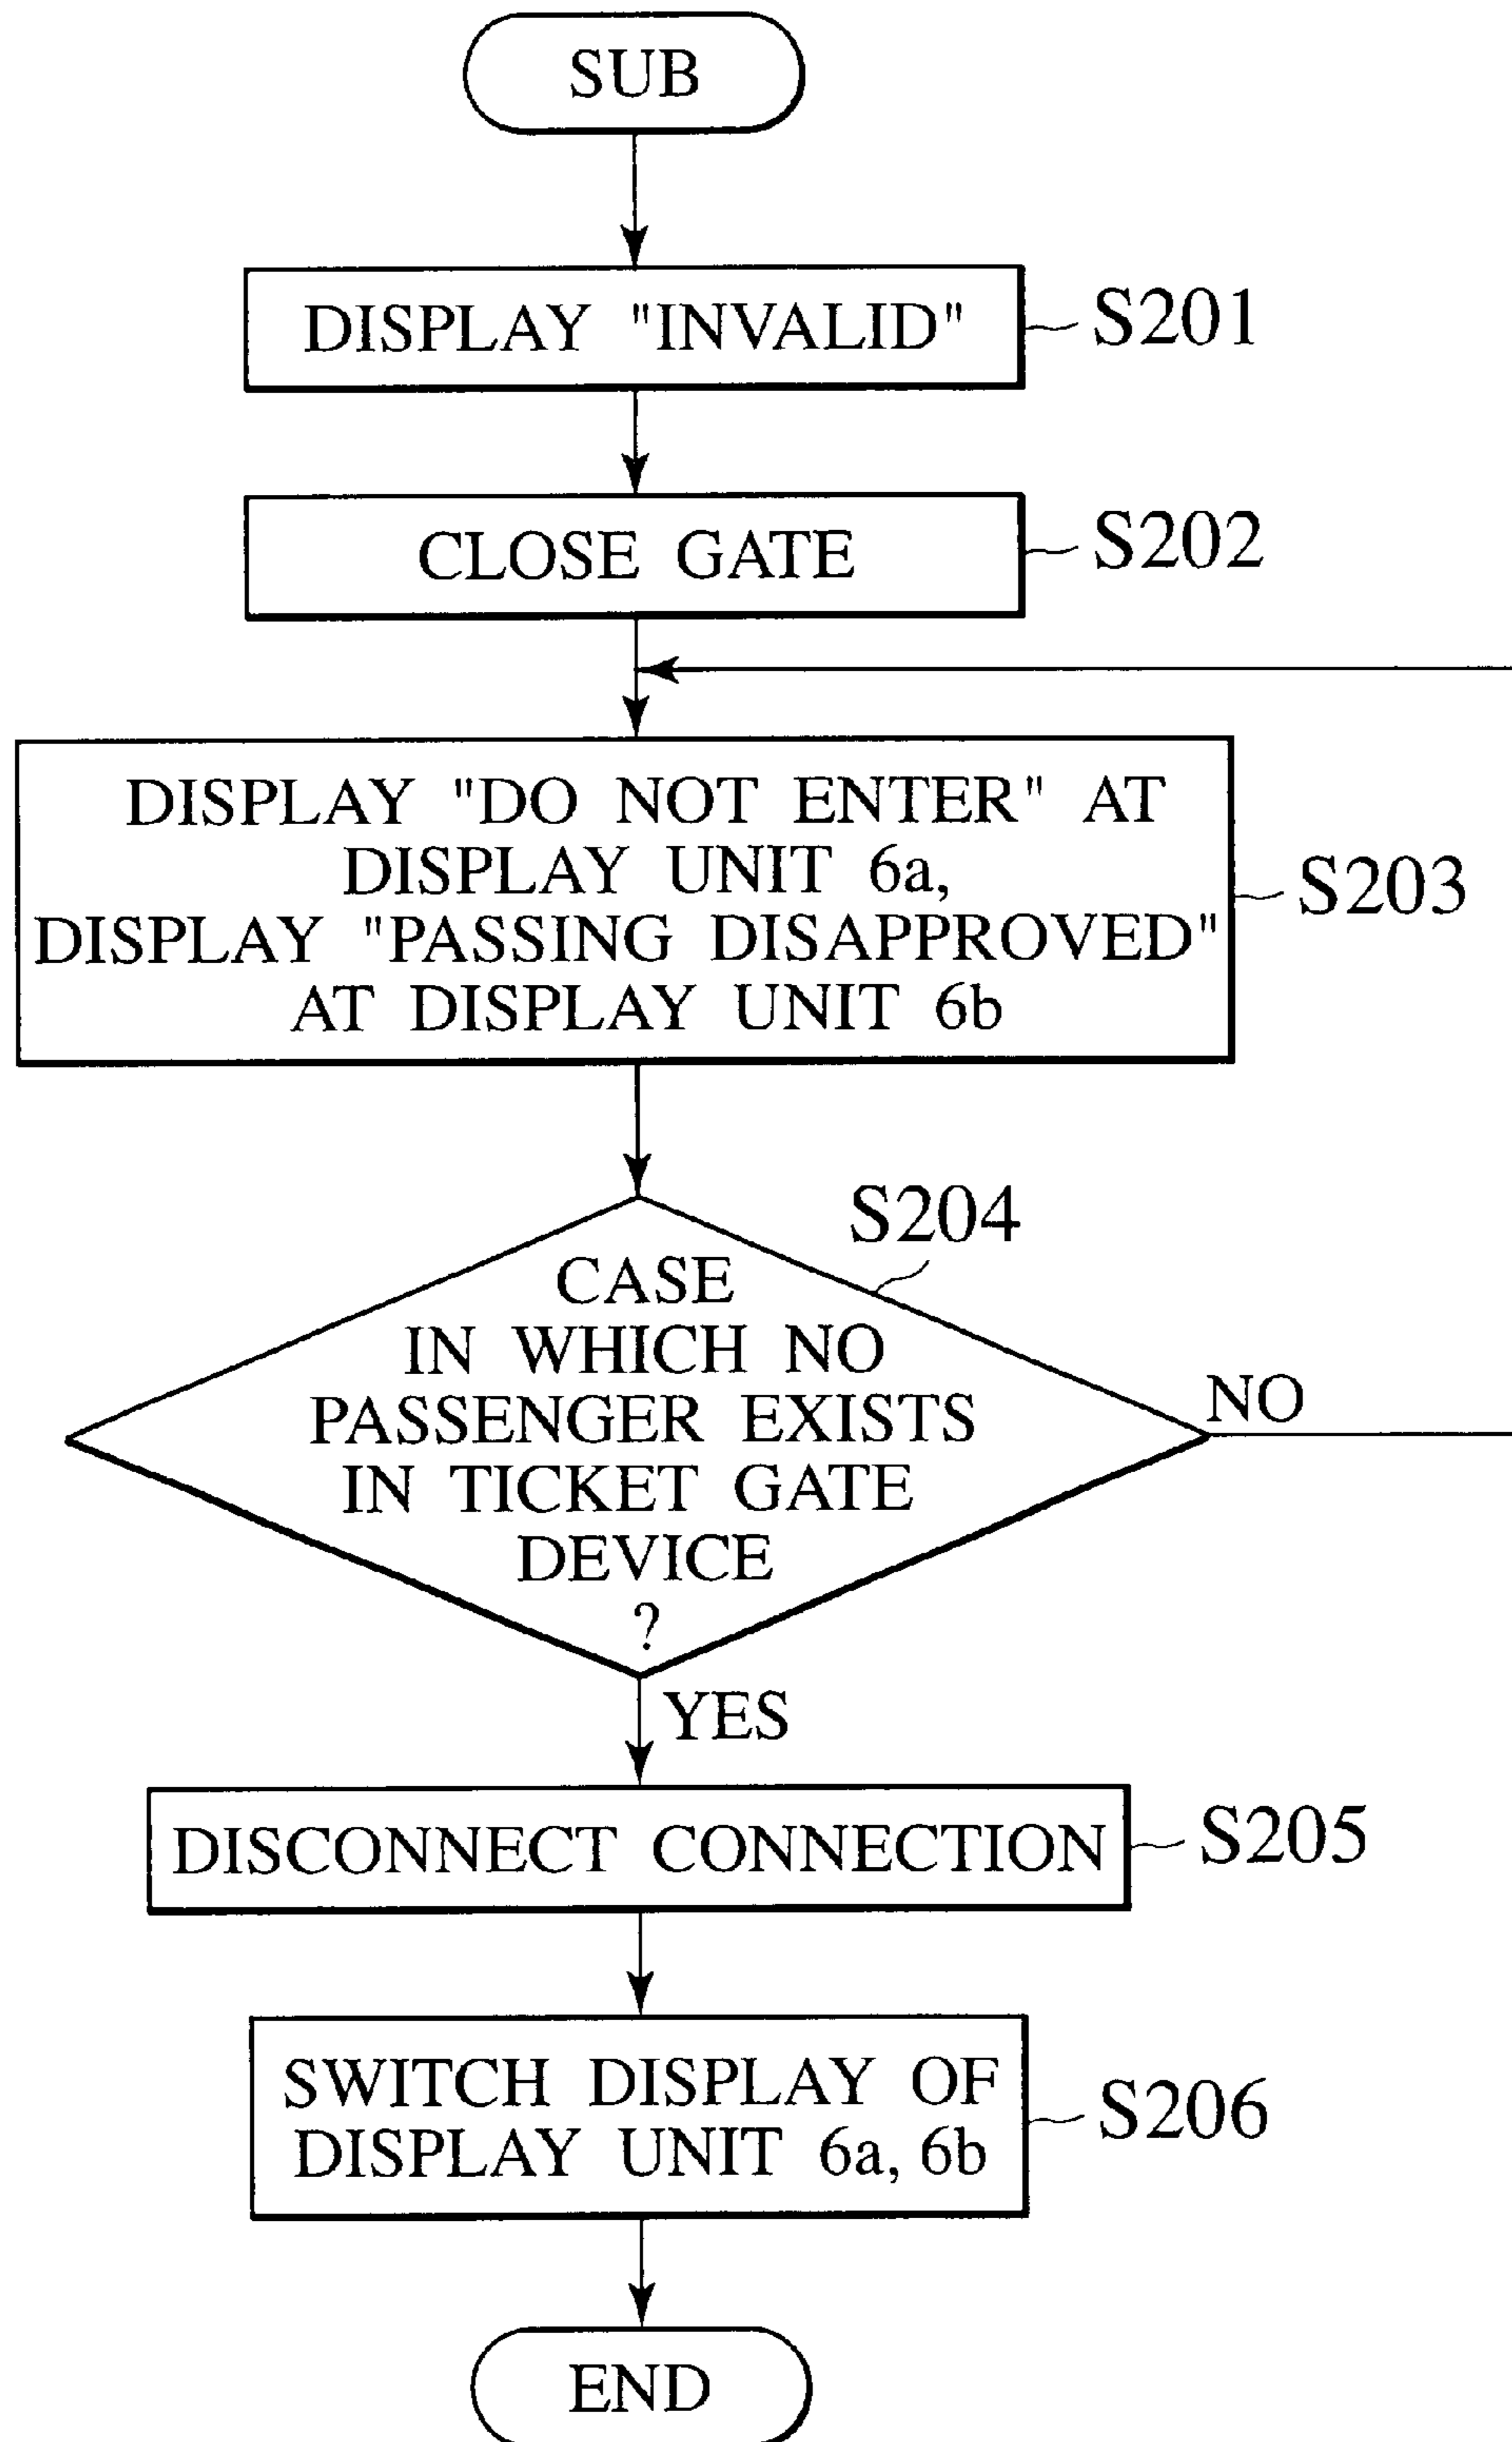 SUB
DISPLAY "INVALID"
S201
CLOSE GATE
S202
DISPLAY "DO NOT ENTER" AT
DISPLAY UNIT 6a,
DISPLAY "PASSING DISAPPROVED"
AT DISPLAY UNIT 6b
S203
S204
CASE
IN WHICH NO
PASSENGER EXISTS
IN TICKET GATE
DEVICE
?
NO
YES
DISCONNECT CONNECTION
S205
SWITCH DISPLAY OF
DISPLAY UNIT 6a, 6b
S206
END